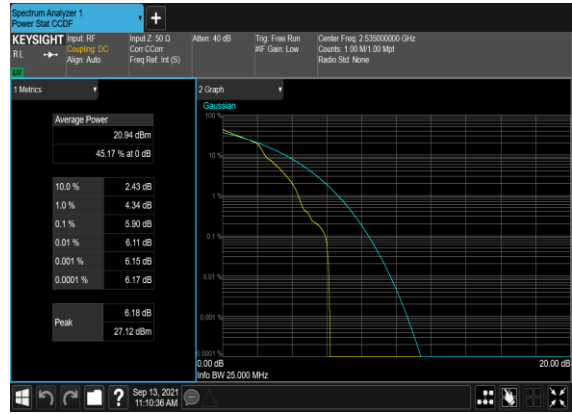 Spectrum Analyzer 1
Power Stat CCDF
+
KEYSIGHT
RL
Input: RF
Coupling: DC
Align: Auto
Input Z: 50 Ω
Corr CCorr
Freq Ref: Int (S)
Atten: 40 dB
Trig: Free Run
#IF Gain: Low
Center Freq: 2.535000000 GHz
Counts: 1.00 M/1.00 Mpt
Radio Std: None
1 Metrics
Average Power
20.94 dBm
45.17 % at 0 dB
10.0 % 2.43 dB
1.0 % 4.34 dB
0.1 % 5.90 dB
0.01 % 6.11 dB
0.001 % 6.15 dB
0.0001 % 6.17 dB
Peak
6.18 dB
27.12 dBm
2 Graph
Gaussian
100 %
10 %
1 %
0.1 %
0.01 %
0.001 %
0.0001 %
0.00 dB 20.00 dB
Info BW 25.000 MHz
?
Sep 13, 2021
11:10:36 AM